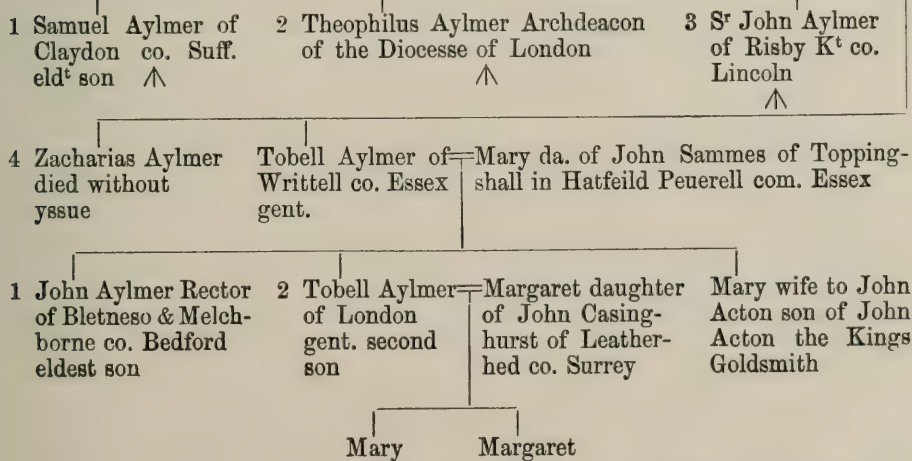 1 Samuel Aylmer of
Claydon co. Suff.
eldᵗ son
2 Theophilus Aylmer Archdeacon
of the Diocesse of London
3 Sʳ John Aylmer
of Risby Kᵗ co.
Lincoln
4 Zacharias Aylmer
died without
yssue
Tobell Aylmer of
Writtell co. Essex
gent.
Mary da. of John Sammes of Topping-
shall in Hatfeild Peuerell com. Essex
1 John Aylmer Rector
of Bletneso & Melch-
borne co. Bedford
eldest son
2 Tobell Aylmer
of London
gent. second
son
Margaret daughter
of John Casing-
hurst of Leather-
hed co. Surrey
Mary wife to John
Acton son of John
Acton the Kings
Goldsmith
Mary
Margaret